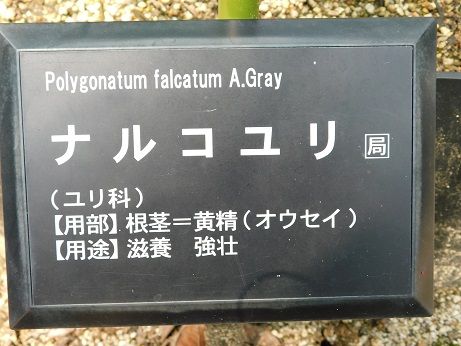 Polygonatum falcatum A.Gray
ナルコユリ 局
(ユリ科)
【用部】根茎=黄精(オウセイ)
【用途】滋養 強壮